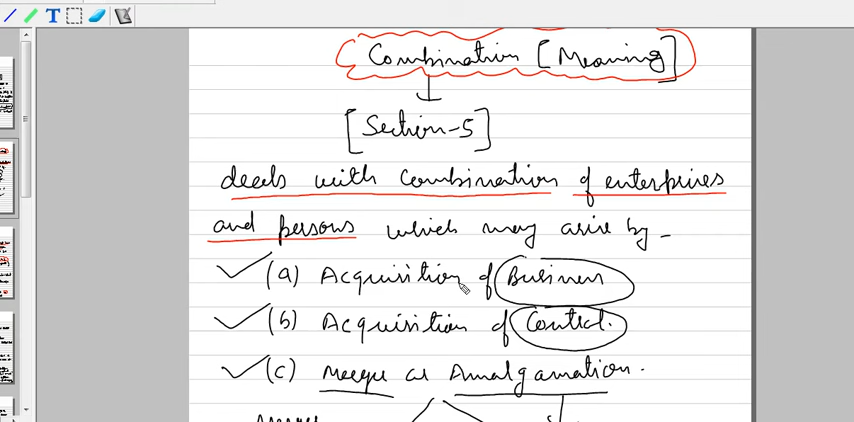 Combination [Meaning]
[Section-5]
deals with combination of enterprises
and persons which may arise by -
(a) Acquisition of Business
(b) Acquisition of Control.
(c) Merger or Amalgamation.